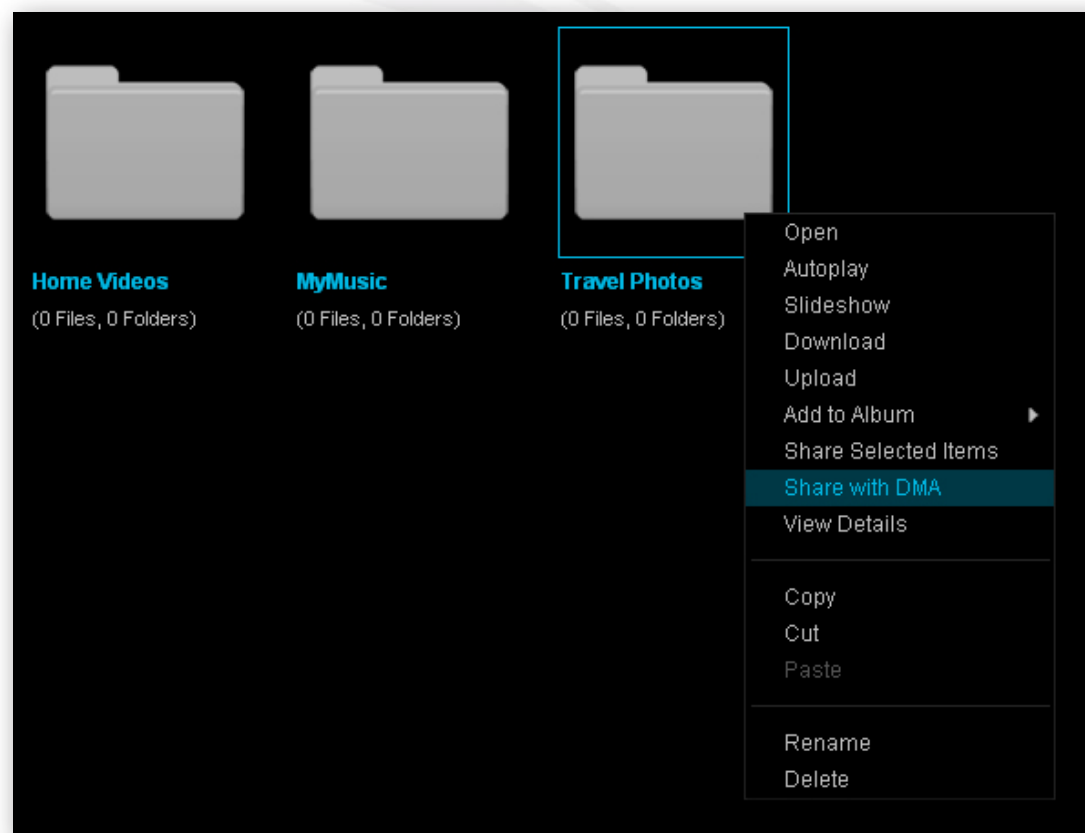 Home Videos
(0 Files, 0 Folders)
MyMusic
(0 Files, 0 Folders)
Travel Photos
(0 Files, 0 Folders)
Open
Autoplay
Slideshow
Download
Upload
Add to Album
Share Selected Items
Share with DMA
View Details
Copy
Cut
Paste
Rename
Delete